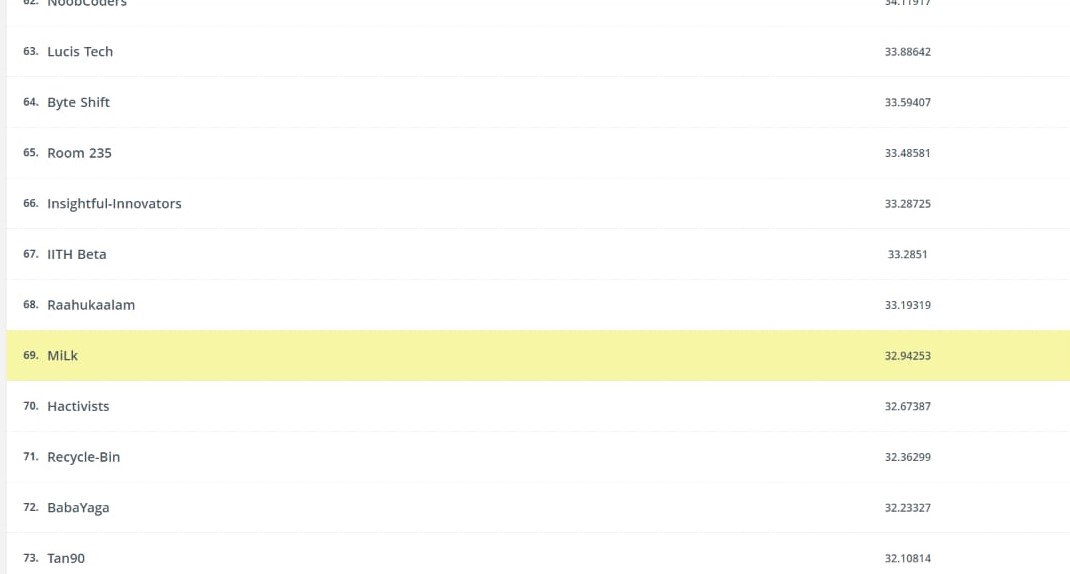 62. NoobCoders 34.11917
63. Lucis Tech 33.88642
64. Byte Shift 33.59407
65. Room 235 33.48581
66. Insightful-Innovators 33.28725
67. IITH Beta 33.2851
68. Raahukaalam 33.19319
69. MiLk 32.94253
70. Hactivists 32.67387
71. Recycle-Bin 32.36299
72. BabaYaga 32.23327
73. Tan90 32.10814